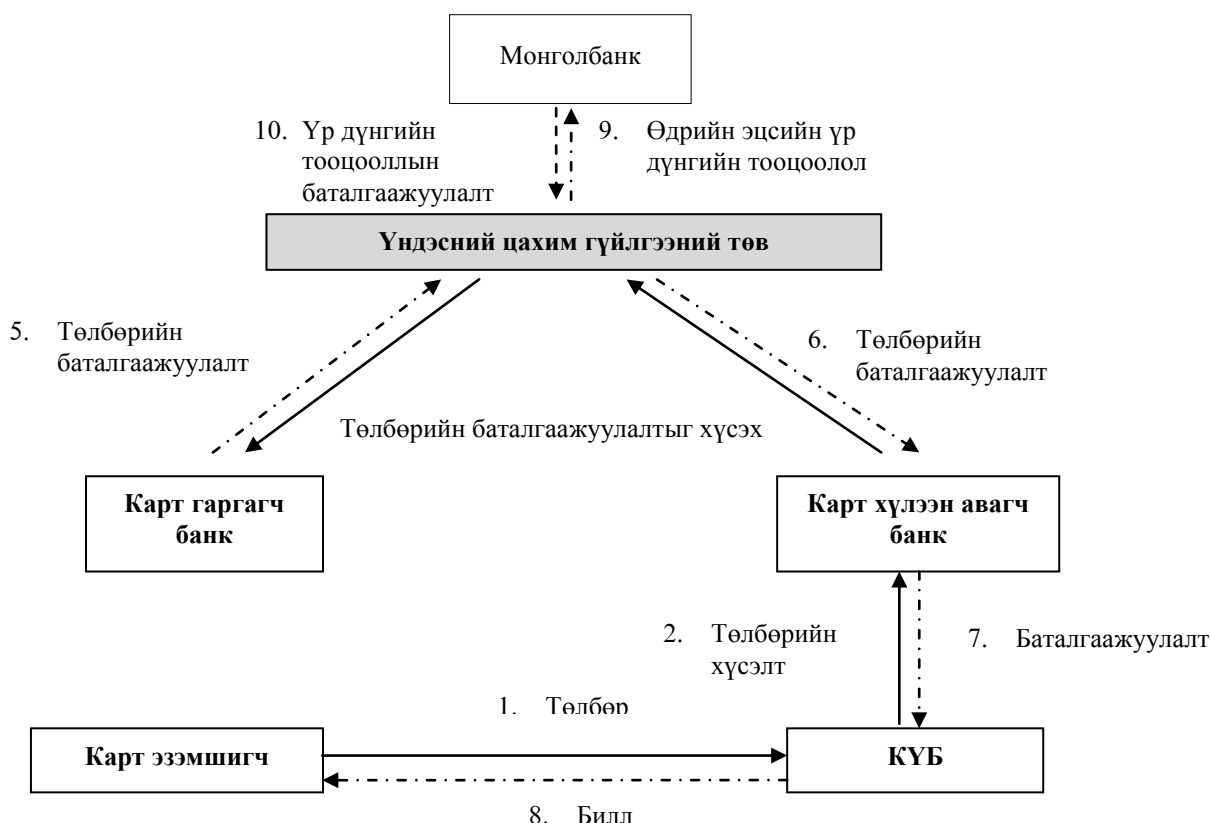 Монголбанк
10. Үр дүнгийн
тооцооллын
баталгаажуулалт
9. Өдрийн эцсийн үр
дүнгийн тооцоолол
Үндэсний цахим гүйлгээний төв
5. Төлбөрийн
баталгаажуулалт
6. Төлбөрийн
баталгаажуулалт
Төлбөрийн баталгаажуулалтыг хүсэх
Карт гаргагч
банк
Карт хүлээн авагч
банк
2. Төлбөрийн
хүсэлт
7. Баталгаажуулалт
1. Төлбөр
Карт эзэмшигч
КҮБ
8. Билл